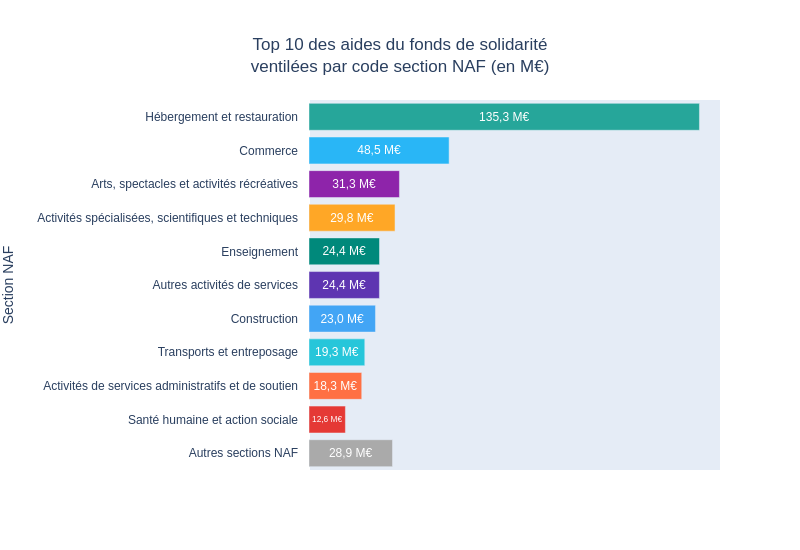 Top 10 des aides du fonds de solidarité
ventilées par code section NAF (en M€)
Section NAF
Hébergement et restauration 135,3 M€
Commerce 48,5 M€
Arts, spectacles et activités récréatives 31,3 M€
Activités spécialisées, scientifiques et techniques 29,8 M€
Enseignement 24,4 M€
Autres activités de services 24,4 M€
Construction 23,0 M€
Transports et entreposage 19,3 M€
Activités de services administratifs et de soutien 18,3 M€
Santé humaine et action sociale 12,6 M€
Autres sections NAF 28,9 M€